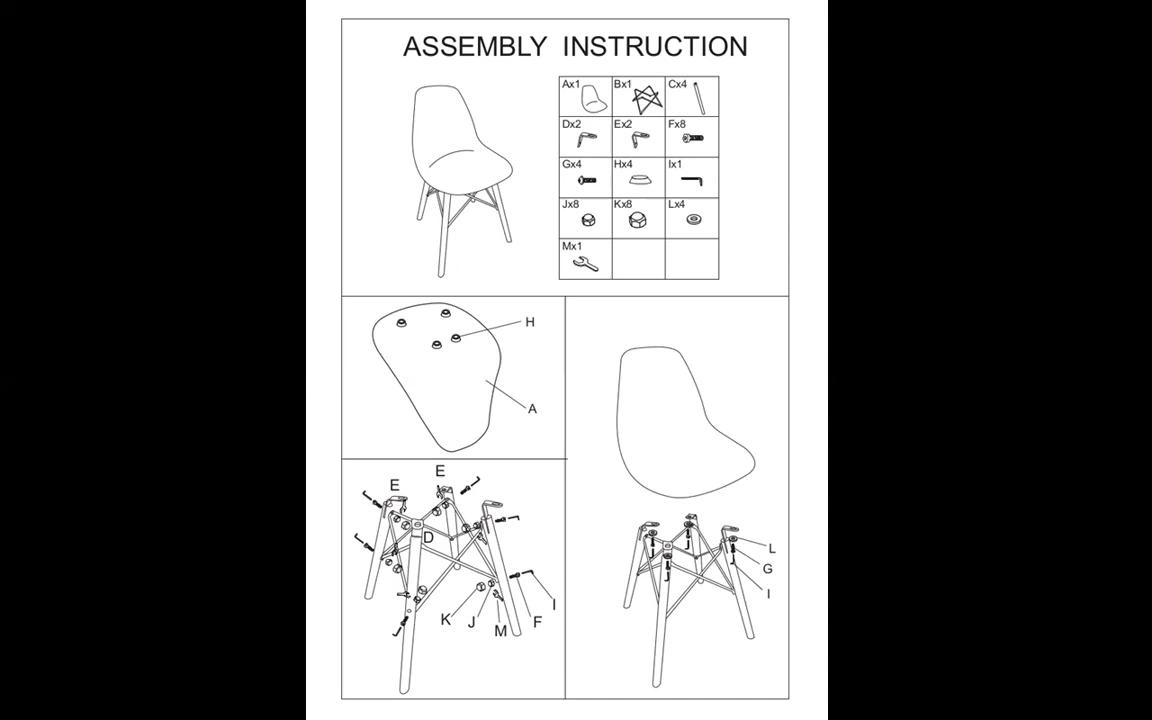 ASSEMBLY INSTRUCTION
Ax1 Bx1 Cx4
Dx2 Ex2 Fx8
Gx4 Hx4 Ix1
Jx8 Kx8 Lx4
Mx1
H
A
E
E
D
K
J
M
F
I
L
G
I